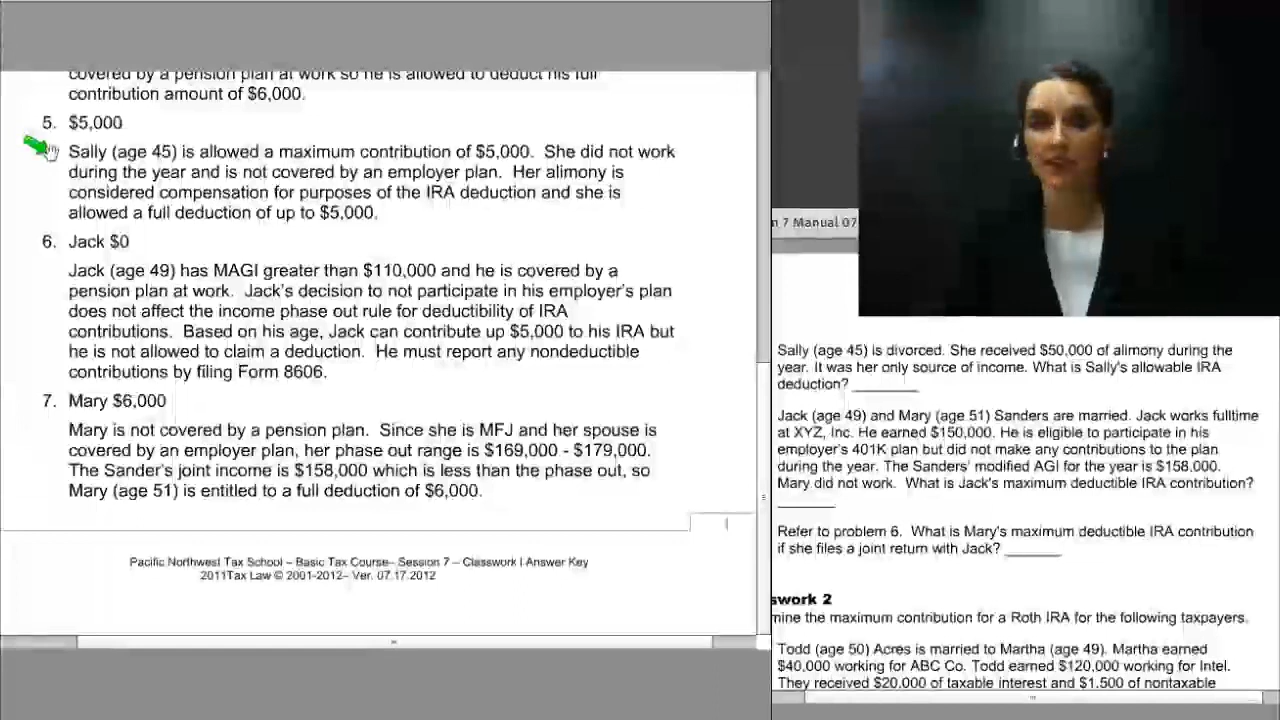 covered by a pension plan at work so he is allowed to deduct his full
contribution amount of $6,000.
5. $5,000
Sally (age 45) is allowed a maximum contribution of $5,000. She did not work
during the year and is not covered by an employer plan. Her alimony is
considered compensation for purposes of the IRA deduction and she is
allowed a full deduction of up to $5,000.
6. Jack $0
Jack (age 49) has MAGI greater than $110,000 and he is covered by a
pension plan at work. Jack's decision to not participate in his employer's plan
does not affect the income phase out rule for deductibility of IRA
contributions. Based on his age, Jack can contribute up $5,000 to his IRA but
he is not allowed to claim a deduction. He must report any nondeductible
contributions by filing Form 8606.
7. Mary $6,000
Mary is not covered by a pension plan. Since she is MFJ and her spouse is
covered by an employer plan, her phase out range is $169,000 - $179,000.
The Sander's joint income is $158,000 which is less than the phase out, so
Mary (age 51) is entitled to a full deduction of $6,000.
Pacific Northwest Tax School – Basic Tax Course– Session 7 – Classwork I Answer Key
2011Tax Law © 2001-2012– Ver. 07.17.2012
n 7 Manual 07
Sally (age 45) is divorced. She received $50,000 of alimony during the
year. It was her only source of income. What is Sally's allowable IRA
deduction? ________
Jack (age 49) and Mary (age 51) Sanders are married. Jack works fulltime
at XYZ, Inc. He earned $150,000. He is eligible to participate in his
employer's 401K plan but did not make any contributions to the plan
during the year. The Sanders' modified AGI for the year is $158,000.
Mary did not work. What is Jack's maximum deductible IRA contribution?
_______
Refer to problem 6. What is Mary's maximum deductible IRA contribution
if she files a joint return with Jack? _______
swork 2
mine the maximum contribution for a Roth IRA for the following taxpayers.
Todd (age 50) Acres is married to Martha (age 49). Martha earned
$40,000 working for ABC Co. Todd earned $120,000 working for Intel.
They received $20,000 of taxable interest and $1,500 of nontaxable